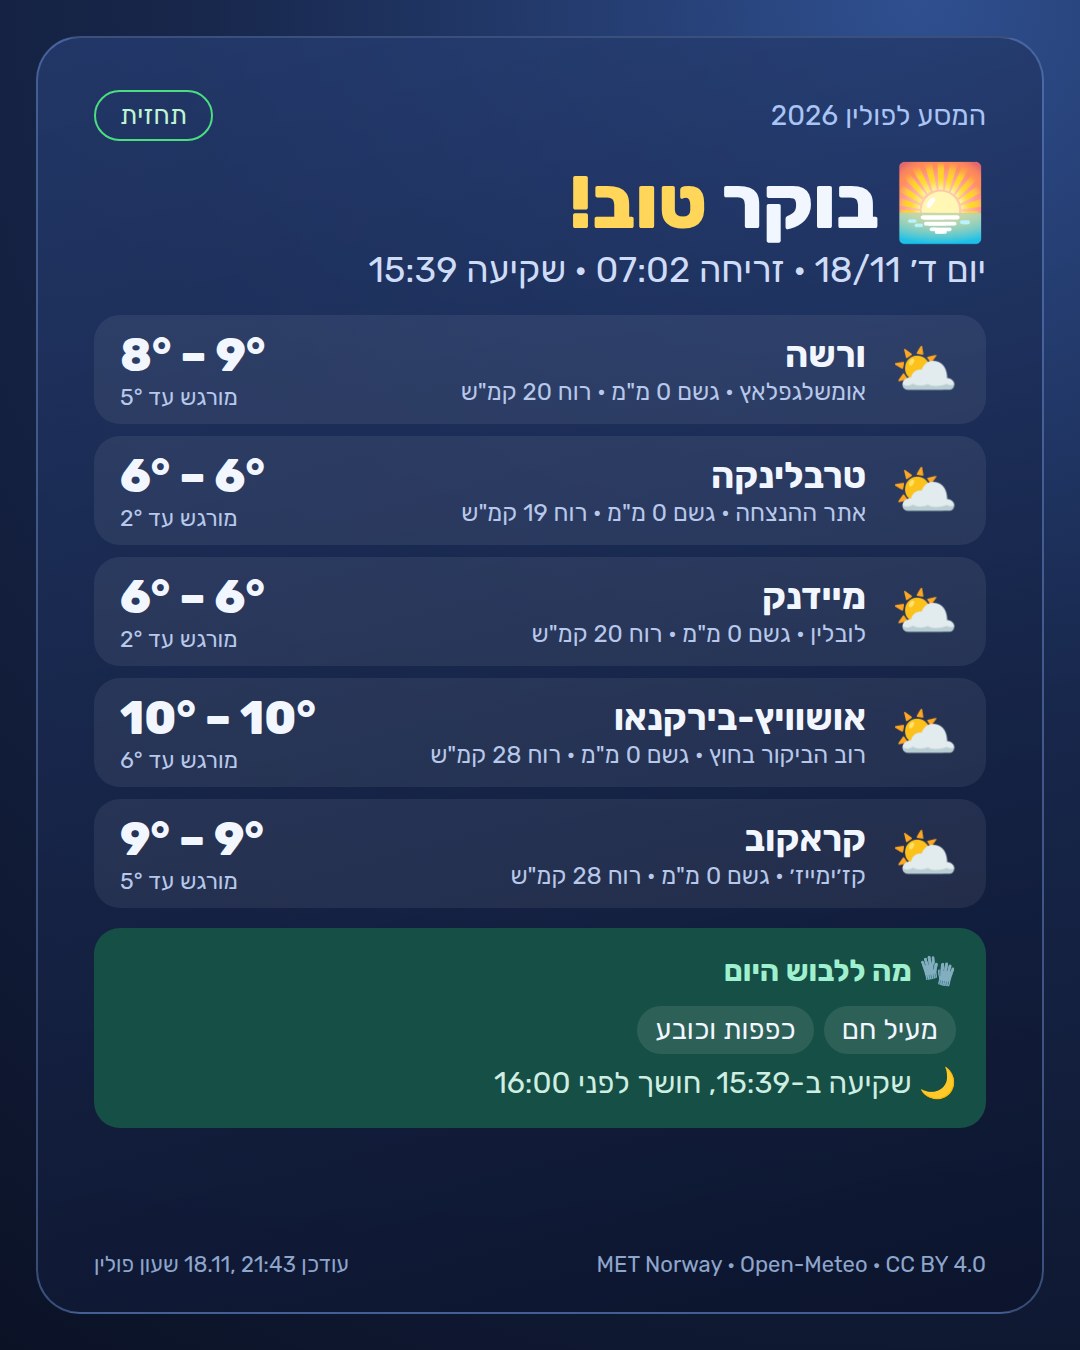 המסע לפולין 2026
תחזית
בוקר טוב!
יום ד׳ 18/11 • זריחה 07:02 • שקיעה 15:39
ורשה
אומשלגפלאץ • גשם 0 מ"מ • רוח 20 קמ"ש
8° – 9°
מורגש עד 5°
טרבלינקה
אתר ההנצחה • גשם 0 מ"מ • רוח 19 קמ"ש
6° – 6°
מורגש עד 2°
מיידנק
לובלין • גשם 0 מ"מ • רוח 20 קמ"ש
6° – 6°
מורגש עד 2°
אושוויץ-בירקנאו
רוב הביקור בחוץ • גשם 0 מ"מ • רוח 28 קמ"ש
10° – 10°
מורגש עד 6°
קראקוב
קז׳ימייז׳ • גשם 0 מ"מ • רוח 28 קמ"ש
9° – 9°
מורגש עד 5°
מה ללבוש היום
מעיל חם
כפפות וכובע
שקיעה ב-15:39, חושך לפני 16:00
MET Norway • Open-Meteo • CC BY 4.0
עודכן 21:43 ,18.11 שעון פולין